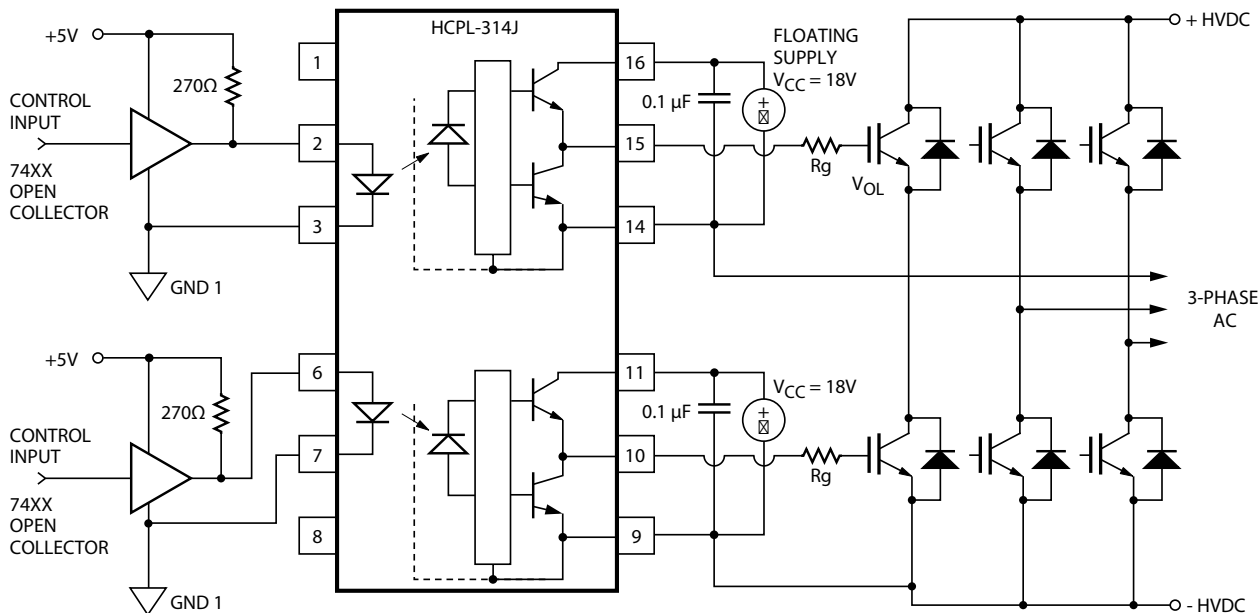 HCPL-314J
+5V
270Ω
CONTROL
INPUT
74XX
OPEN
COLLECTOR
GND 1
1
2
3
16
15
14
0.1 µF
FLOATING
SUPPLY
VCC = 18V
+
Rg
VOL
+ HVDC
3-PHASE
AC
+5V
270Ω
CONTROL
INPUT
74XX
OPEN
COLLECTOR
GND 1
6
7
8
11
10
9
0.1 µF
VCC = 18V
+
Rg
- HVDC